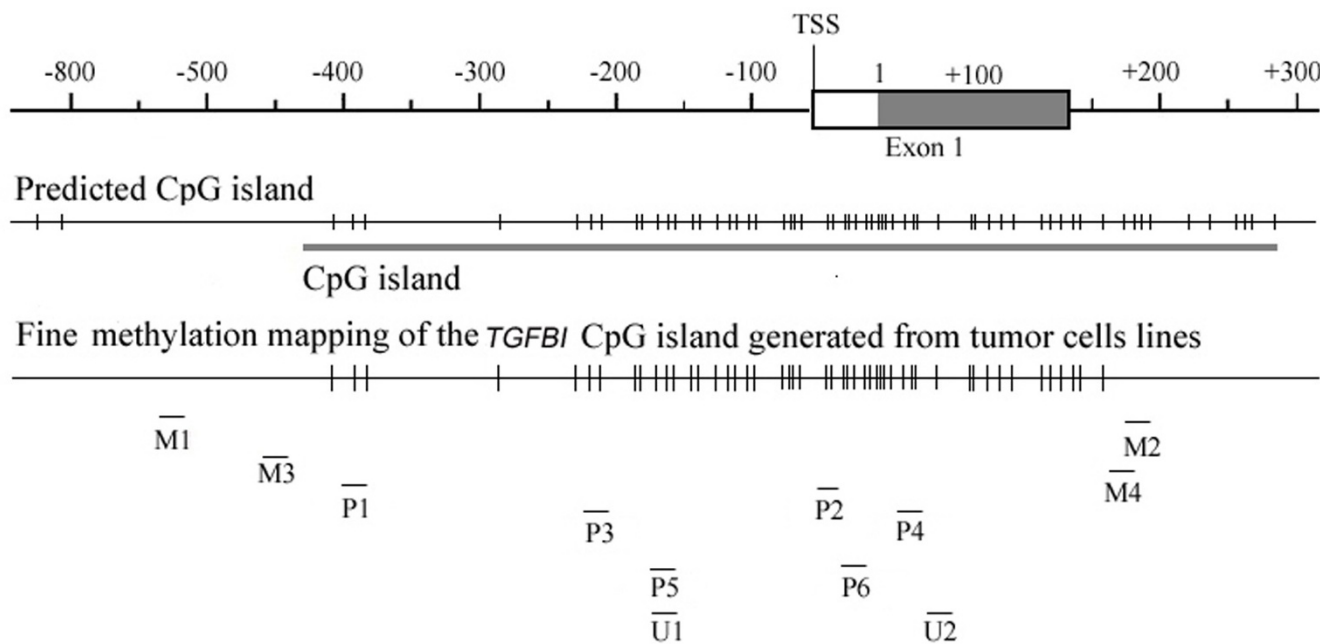 TSS
-800 -500 -400 -300 -200 -100 1 +100 +200 +300
Exon 1
Predicted CpG island
CpG island
Fine methylation mapping of the TGFBI CpG island generated from tumor cells lines
M1 M2
M3 M4
P1 P2
P3 P4
P5 P6
U1 U2